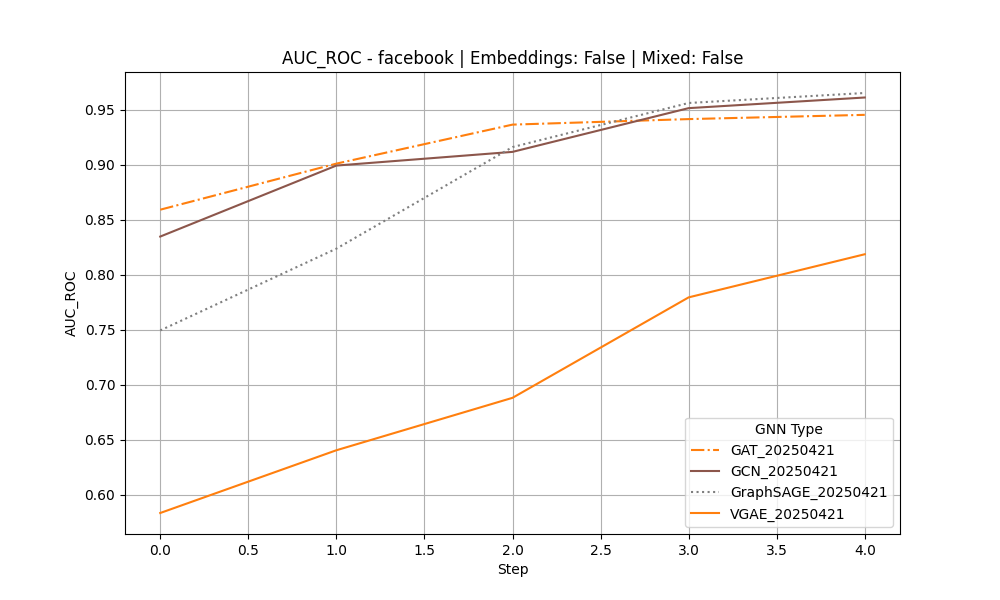 AUC_ROC - facebook | Embeddings: False | Mixed: False
AUC_ROC
0.95
0.90
0.85
0.80
0.75
0.70
0.65
0.60
GNN Type
GAT_20250421
GCN_20250421
GraphSAGE_20250421
VGAE_20250421
0.0 0.5 1.0 1.5 2.0 2.5 3.0 3.5 4.0
Step